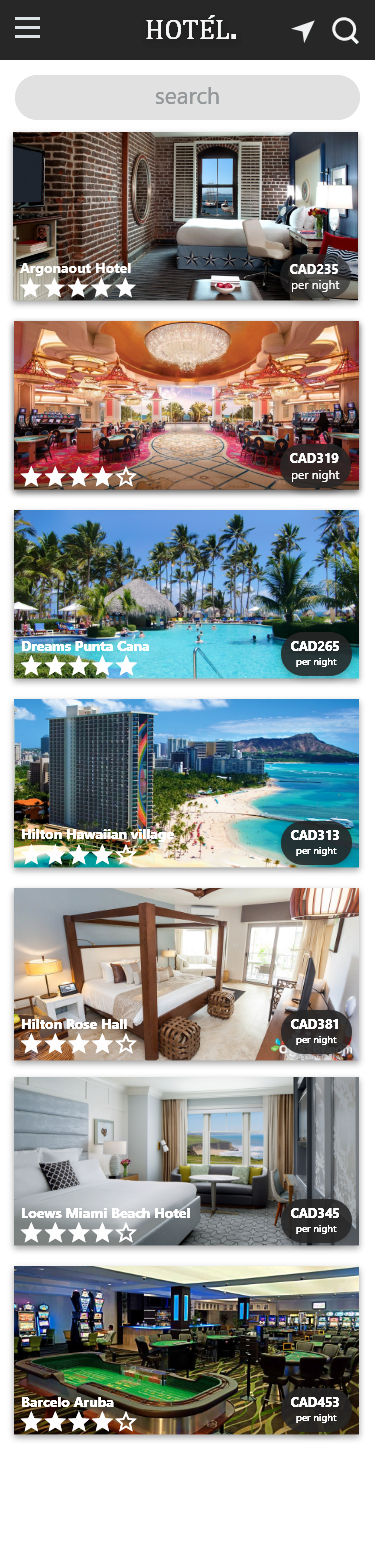 HOTÉL.
search
Argonaout Hotel
CAD235
per night
CAD319
per night
Dreams Punta Cana
CAD265
per night
Hilton Hawaiian village
CAD313
per night
Hilton Rose Hall
CAD381
per night
Loews Miami Beach Hotel
CAD345
per night
Barcelo Aruba
CAD453
per night